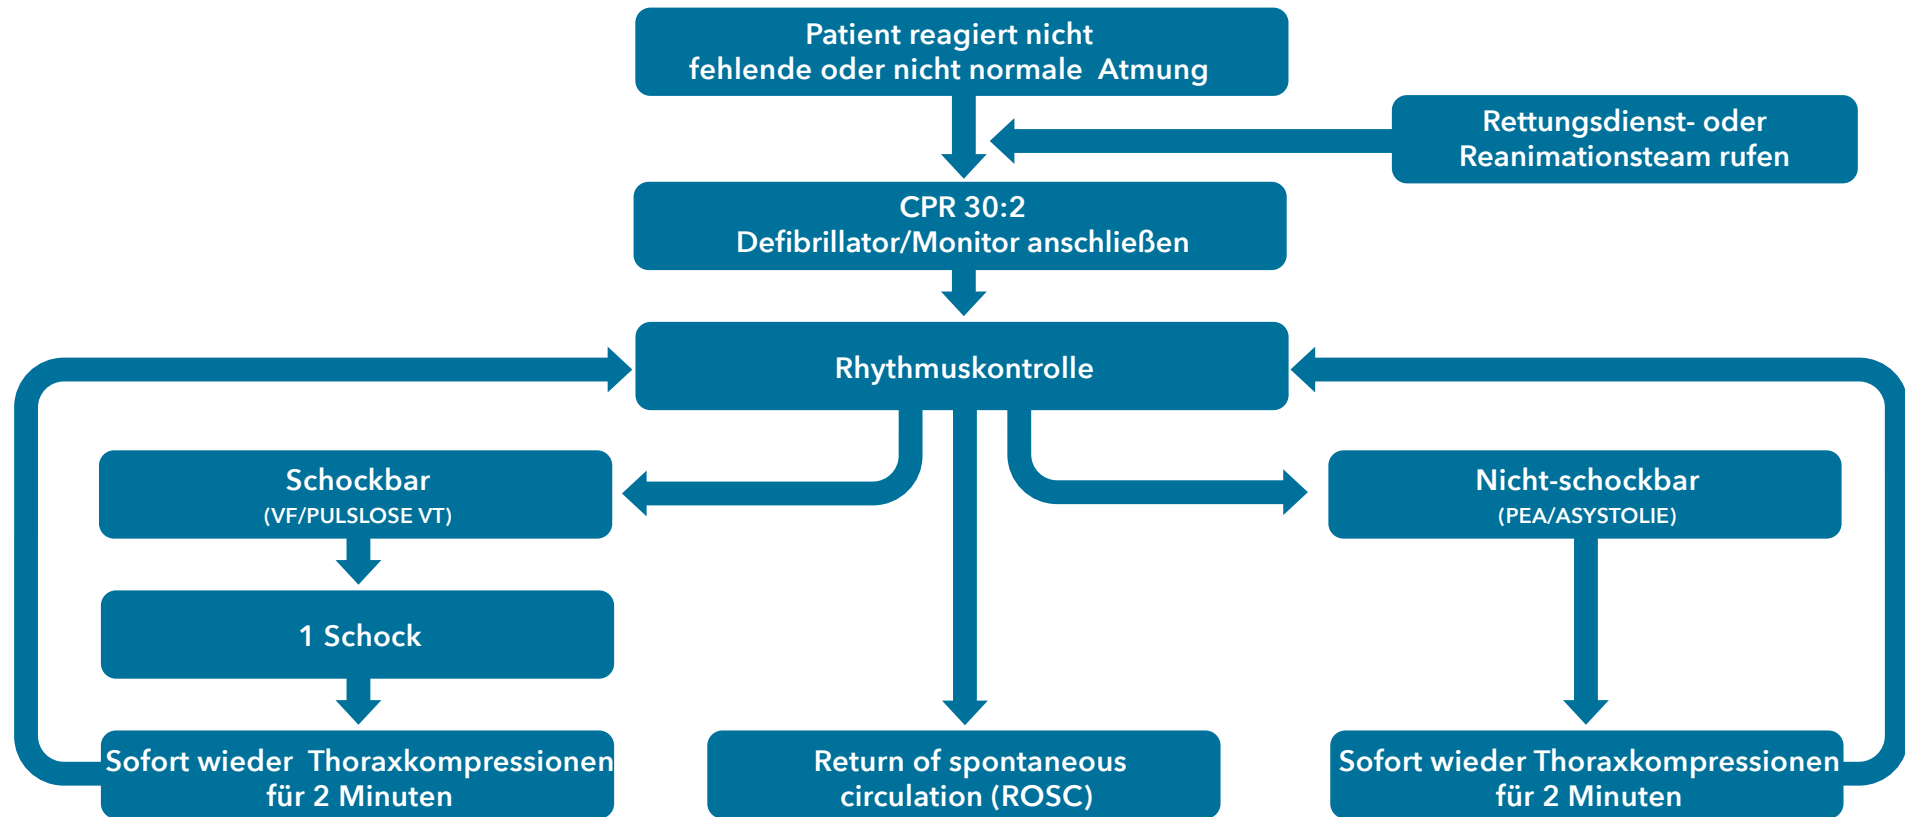 Patient reagiert nicht
fehlende oder nicht normale Atmung
Rettungsdienst- oder
Reanimationsteam rufen
CPR 30:2
Defibrillator/Monitor anschließen
Rhythmuskontrolle
Schockbar
(VF/PULSLOSE VT)
Nicht-schockbar
(PEA/ASYSTOLIE)
1 Schock
Sofort wieder Thoraxkompressionen
für 2 Minuten
Return of spontaneous
circulation (ROSC)
Sofort wieder Thoraxkompressionen
für 2 Minuten